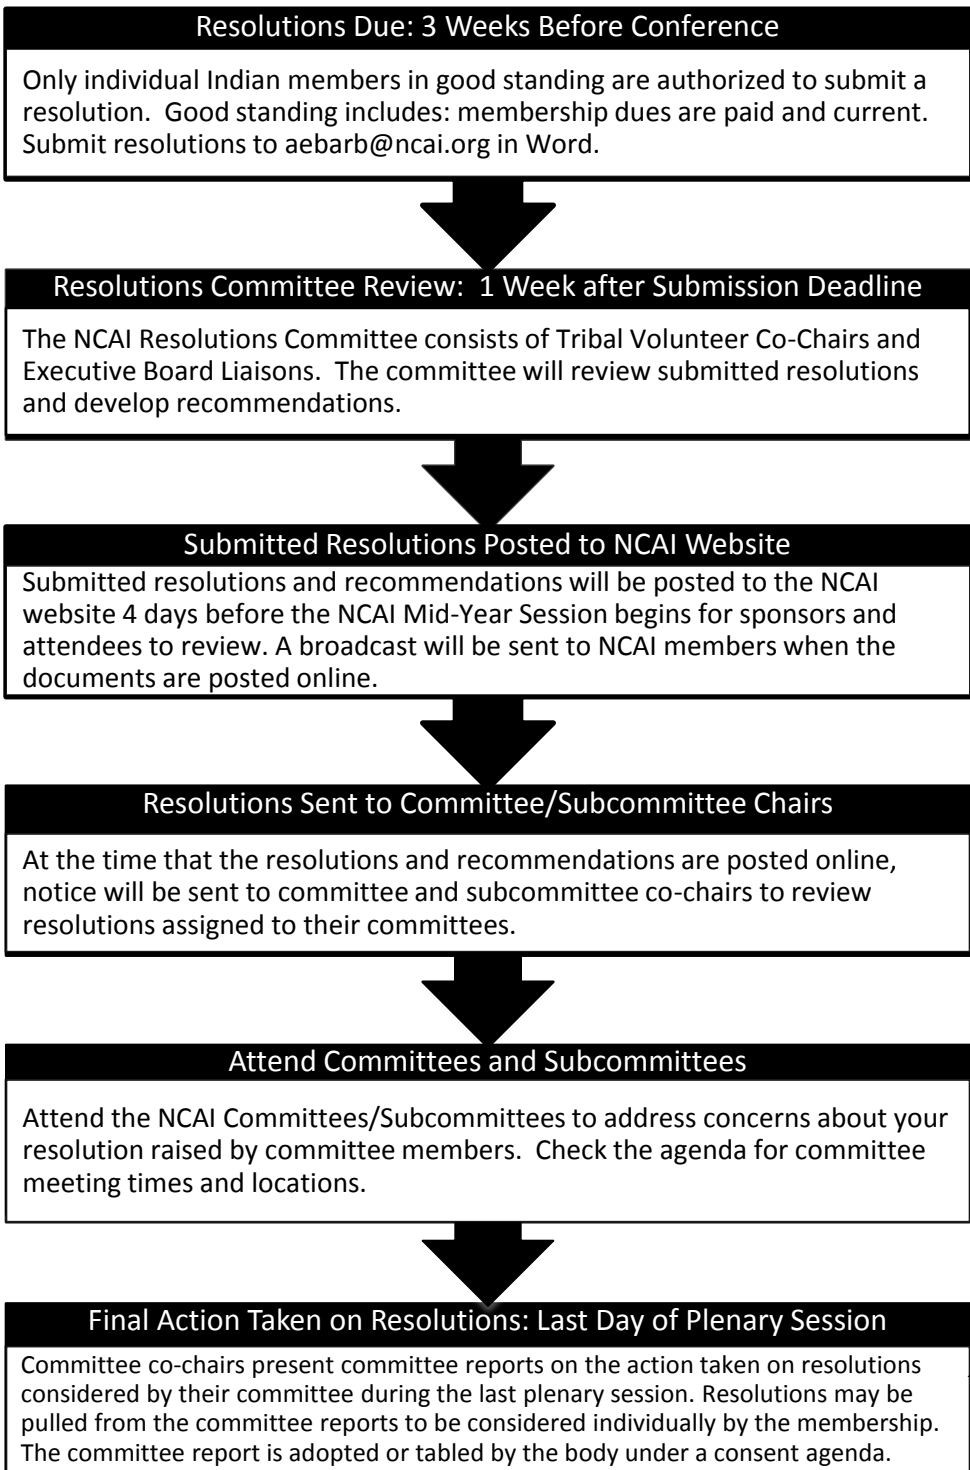 Resolutions Due: 3 Weeks Before Conference
Only individual Indian members in good standing are authorized to submit a
resolution.  Good standing includes: membership dues are paid and current.
Submit resolutions to aebarb@ncai.org in Word.
Resolutions Committee Review:  1 Week after Submission Deadline
The NCAI Resolutions Committee consists of Tribal Volunteer Co-Chairs and
Executive Board Liaisons.  The committee will review submitted resolutions
and develop recommendations.
Submitted Resolutions Posted to NCAI Website
Submitted resolutions and recommendations will be posted to the NCAI
website 4 days before the NCAI Mid-Year Session begins for sponsors and
attendees to review. A broadcast will be sent to NCAI members when the
documents are posted online.
Resolutions Sent to Committee/Subcommittee Chairs
At the time that the resolutions and recommendations are posted online,
notice will be sent to committee and subcommittee co-chairs to review
resolutions assigned to their committees.
Attend Committees and Subcommittees
Attend the NCAI Committees/Subcommittees to address concerns about your
resolution raised by committee members.  Check the agenda for committee
meeting times and locations.
Final Action Taken on Resolutions: Last Day of Plenary Session
Committee co-chairs present committee reports on the action taken on resolutions
considered by their committee during the last plenary session. Resolutions may be
pulled from the committee reports to be considered individually by the membership.
The committee report is adopted or tabled by the body under a consent agenda.